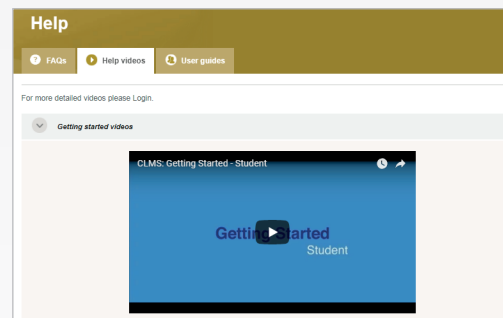 Help
FAQs Help videos User guides
For more detailed videos please Login.
Getting started videos
CLMS: Getting Started - Student
Getting Started
Student